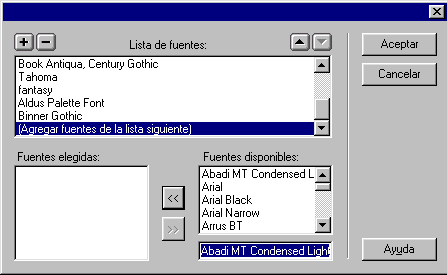 Lista de fuentes:
Aceptar
Book Antiqua, Century Gothic
Tahoma
fantasy
Aldus Palette Font
Binner Gothic
(Agregar fuentes de la lista siguiente)
Cancelar
Fuentes elegidas:
Fuentes disponibles:
Abadi MT Condensed L
Arial
Arial Black
Arial Narrow
Arrus BT
<<
>>
Abadi MT Condensed Light
Ayuda